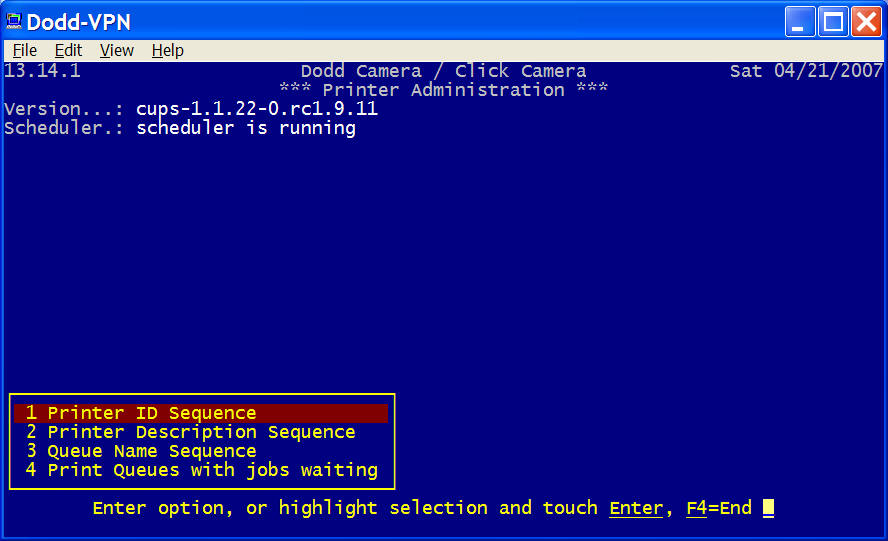 Dodd-VPN
File Edit View Help
13.14.1 Dodd Camera / Click Camera Sat 04/21/2007
*** Printer Administration ***
Version...: cups-1.1.22-0.rc1.9.11
Scheduler.: scheduler is running
1 Printer ID Sequence
2 Printer Description Sequence
3 Queue Name Sequence
4 Print Queues with jobs waiting
Enter option, or highlight selection and touch Enter, F4=End